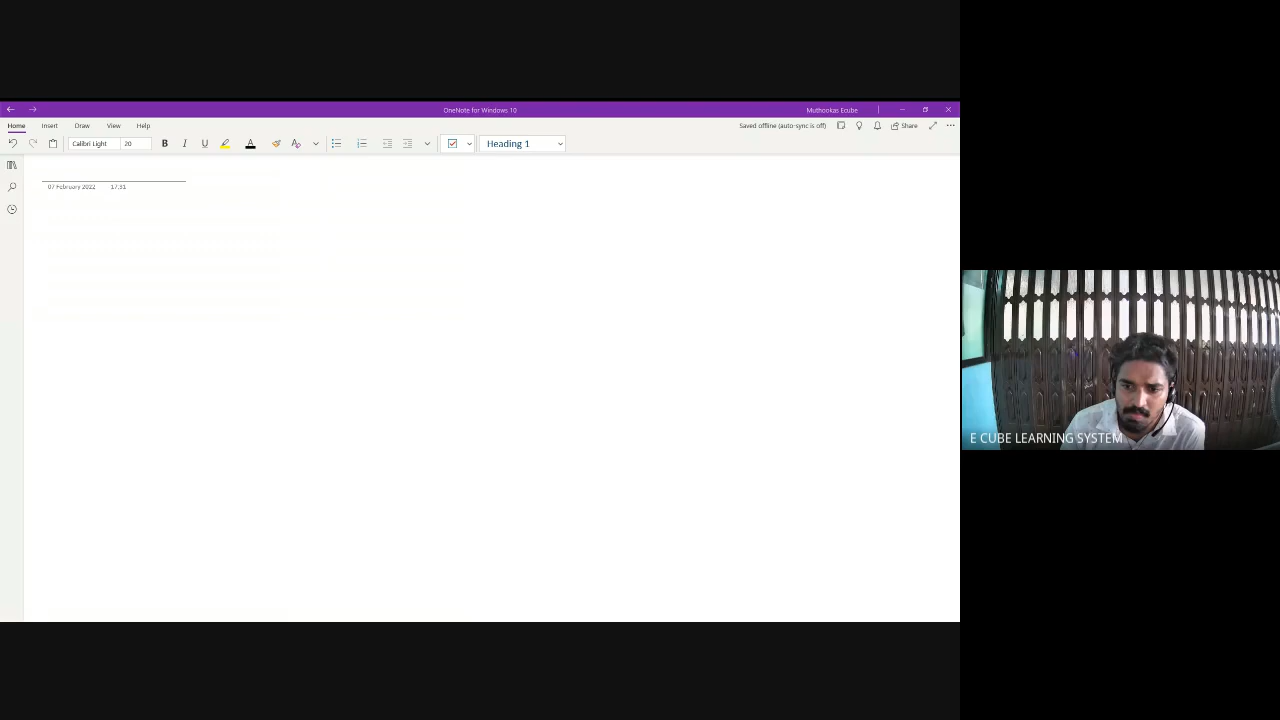 OneNote for Windows 10
Muthookas Ecube
Home Insert Draw View Help
Saved offline (auto-sync is off)
Share
Calibri Light 20 B I U A
Heading 1
07 February 2022 17:31
E CUBE LEARNING SYSTEM